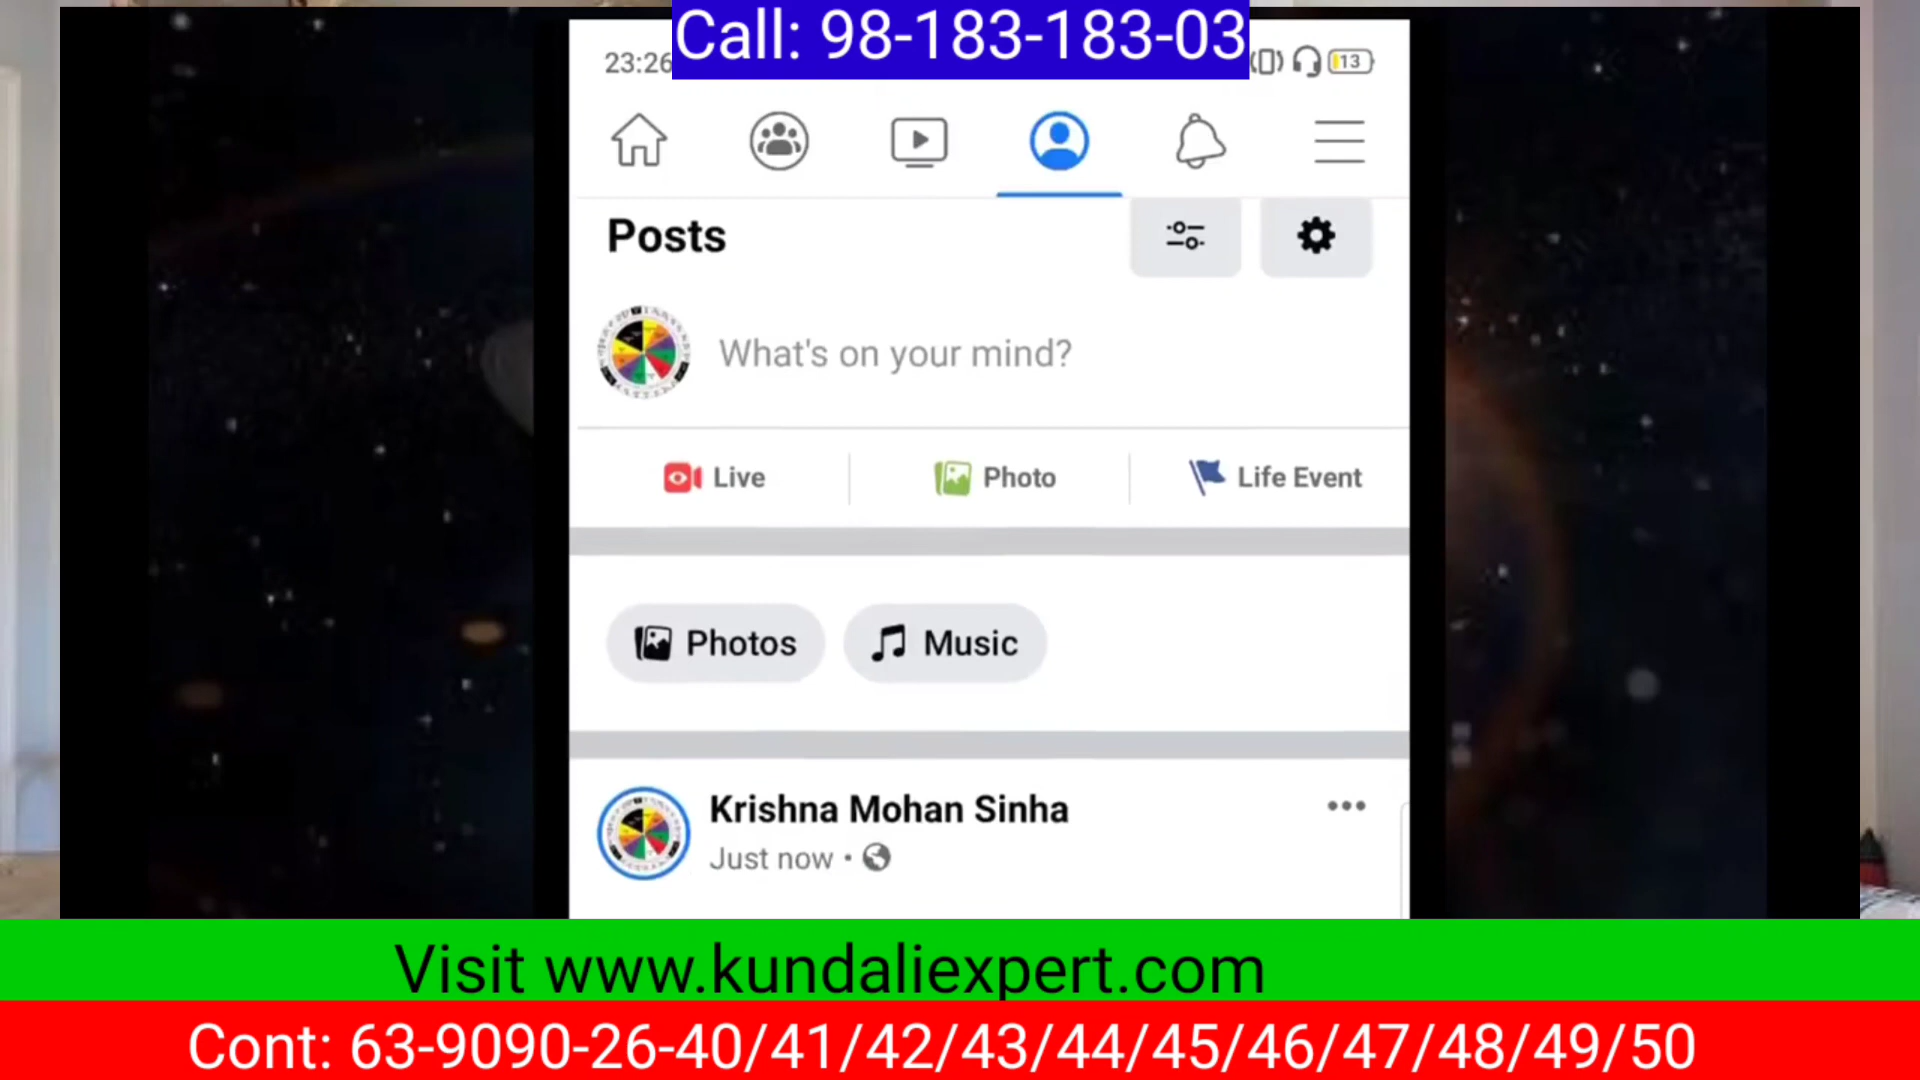 Call: 98-183-183-03
23:26
13
Posts
What's on your mind?
Live
Photo
Life Event
Photos
Music
Krishna Mohan Sinha
Just now •
Visit www.kundaliexpert.com
Cont: 63-9090-26-40/41/42/43/44/45/46/47/48/49/50